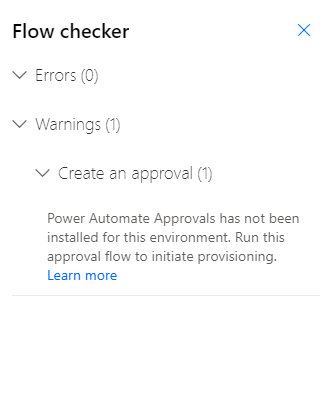 Flow checker
Errors (0)
Warnings (1)
Create an approval (1)
Power Automate Approvals has not been
installed for this environment. Run this
approval flow to initiate provisioning.
Learn more